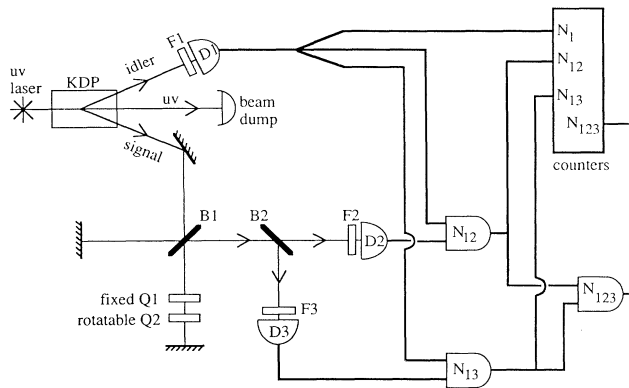 uv
laser
KDP
idler
F1
D1
uv
beam
dump
signal
N1
N12
N13
N123
counters
B1
B2
F2
D2
N12
fixed Q1
rotatable Q2
F3
D3
N123
N13